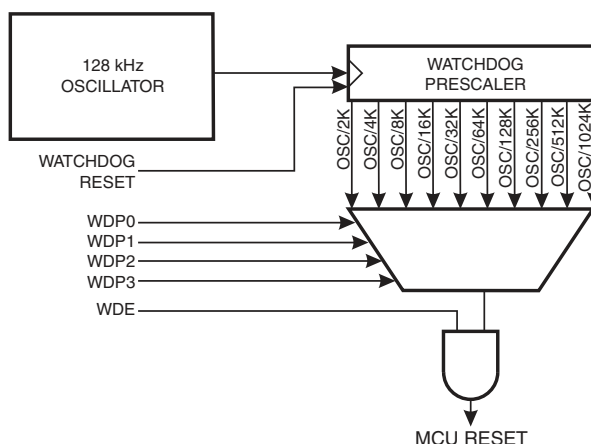 128 kHz
OSCILLATOR
WATCHDOG
PRESCALER
OSC/2K
OSC/4K
OSC/8K
OSC/16K
OSC/32K
OSC/64K
OSC/128K
OSC/256K
OSC/512K
OSC/1024K
WATCHDOG
RESET
WDP0
WDP1
WDP2
WDP3
WDE
MCU RESET